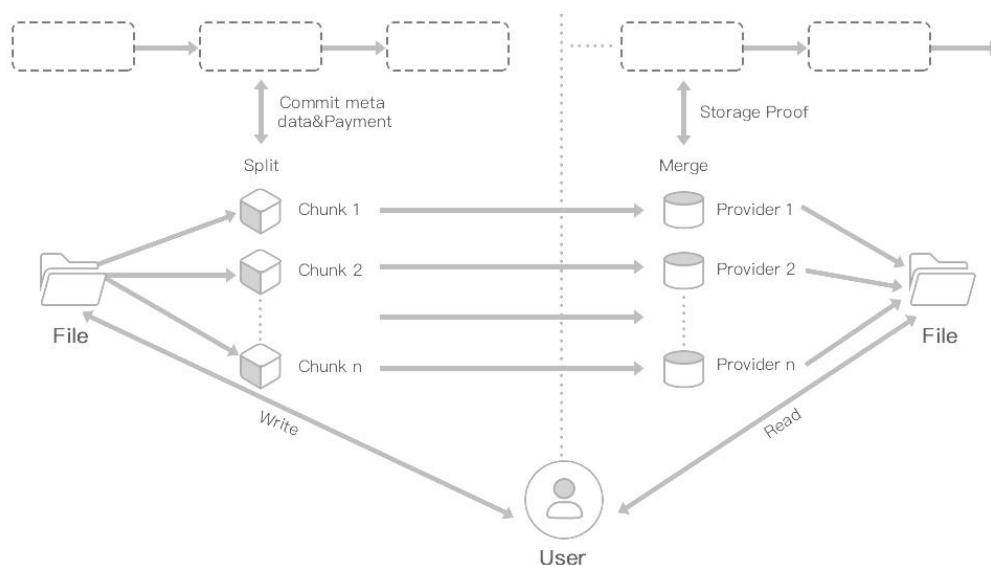 Commit meta
data&Payment
Storage Proof
Split
Merge
Chunk 1
Provider 1
Chunk 2
Provider 2
File
File
Chunk n
Provider n
Write
Read
User